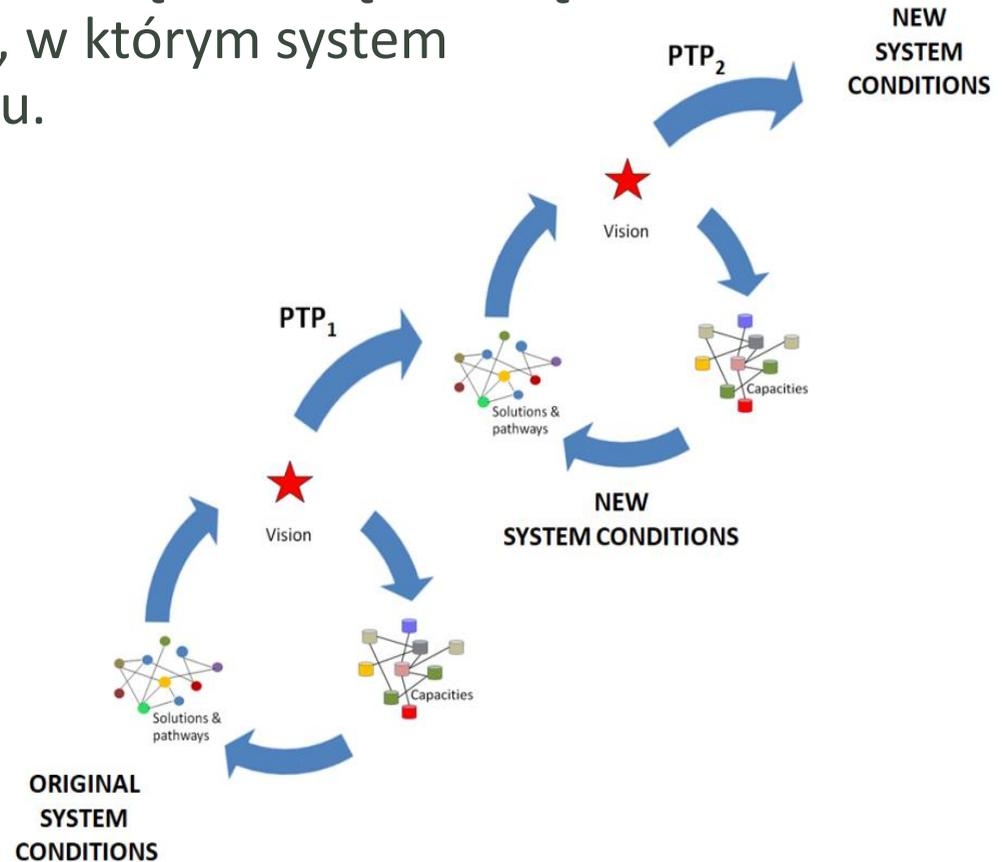 , w którym system
u.
NEW
SYSTEM
CONDITIONS
PTP2
Vision
PTP1
Capacities
Solutions &
pathways
NEW
SYSTEM CONDITIONS
Vision
Capacities
Solutions &
pathways
ORIGINAL
SYSTEM
CONDITIONS